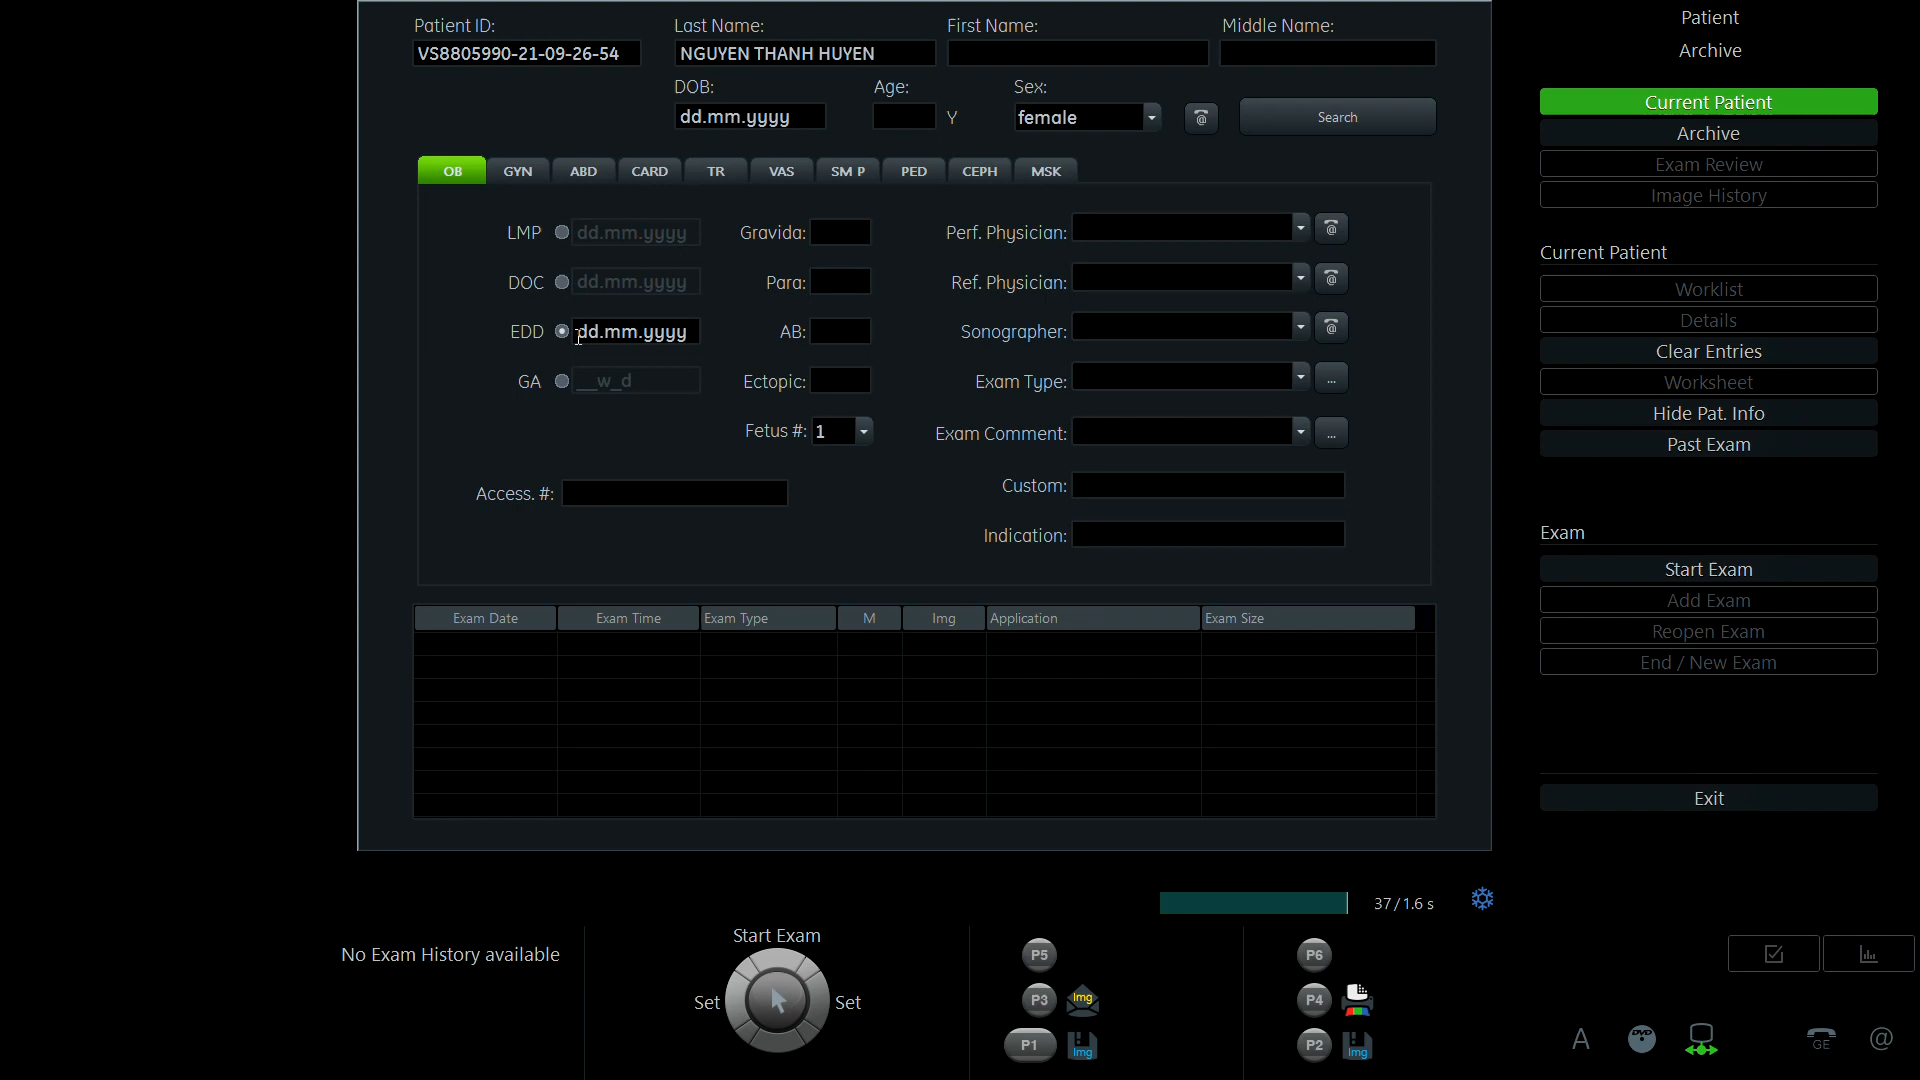 Patient ID: Last Name: First Name: Middle Name:
VS8805990-21-09-26-54 NGUYEN THANH HUYEN
DOB: Age: Sex:
dd.mm.yyyy Y female @ Search
OB GYN ABD CARD TR VAS SM P PED CEPH MSK
LMP dd.mm.yyyy Gravida: Perf. Physician: @
DOC dd.mm.yyyy Para: Ref. Physician: @
EDD dd.mm.yyyy AB: Sonographer: @
GA __w_d Ectopic: Exam Type: ...
Fetus #: 1 Exam Comment: ...
Access. #: Custom:
Indication:
Exam Date Exam Time Exam Type M Img Application Exam Size
Patient
Archive
Current Patient
Archive
Exam Review
Image History
Current Patient
Worklist
Details
Clear Entries
Worksheet
Hide Pat. Info
Past Exam
Exam
Start Exam
Add Exam
Reopen Exam
End / New Exam
Exit
37 / 1.6 s
No Exam History available
Start Exam
Set Set
P5 P6
P3 Img P4
P1 Img P2 Img
A DVD GE @